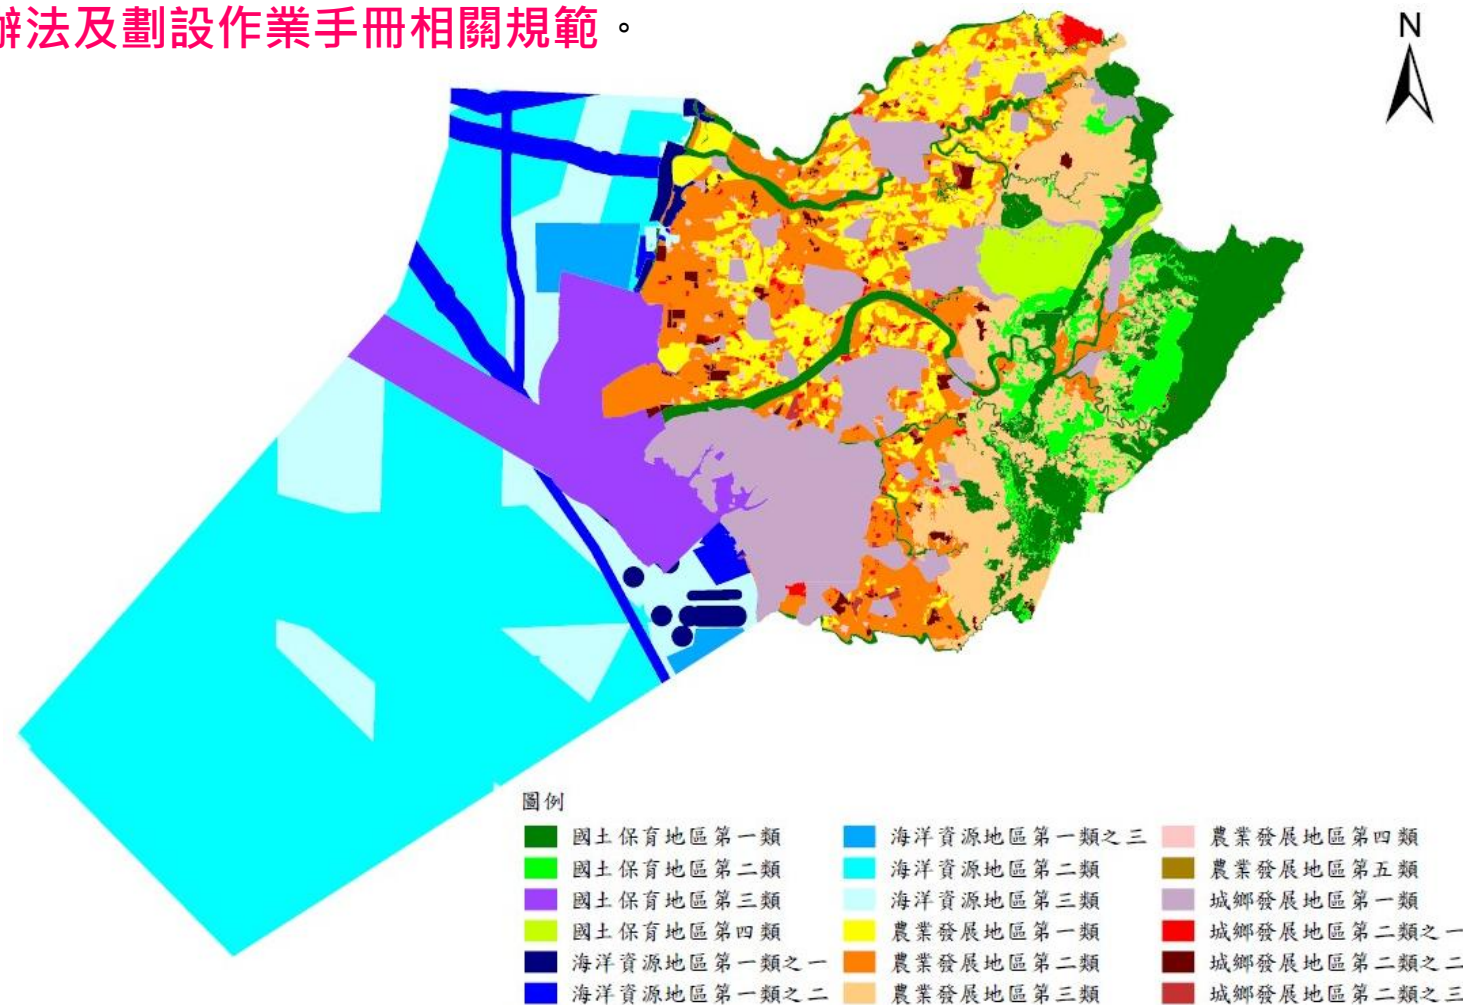 辦法及劃設作業手冊相關規範。
N
圖例
國土保育地區第一類
國土保育地區第二類
國土保育地區第三類
國土保育地區第四類
海洋資源地區第一類之一
海洋資源地區第一類之二
海洋資源地區第一類之三
海洋資源地區第二類
海洋資源地區第三類
農業發展地區第一類
農業發展地區第二類
農業發展地區第三類
農業發展地區第四類
農業發展地區第五類
城鄉發展地區第一類
城鄉發展地區第二類之一
城鄉發展地區第二類之二
城鄉發展地區第二類之三